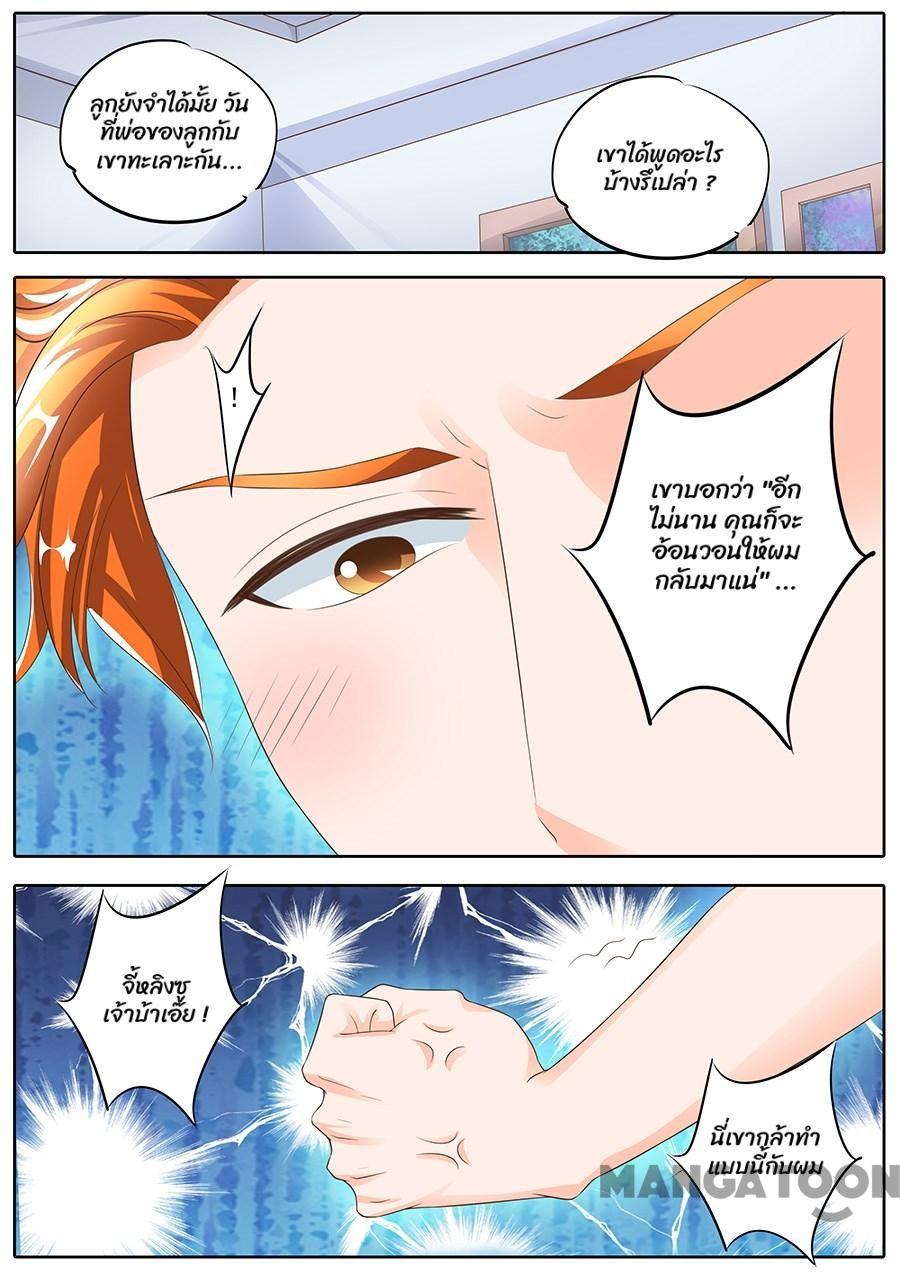 ลูกยังจำได้มั้ย วัน
ที่พ่อของลูกกับ
เขาทะเลาะกัน...
เขาได้พูดอะไร
บ้างรึเปล่า ?
!
เขาบอกว่า "อีก
ไม่นาน คุณก็จะ
อ้อนวอนให้ผม
กลับมาแน่" ...
จี้หลิงซู
เจ้าบ้าเอ๊ย !
นี่เขากล้าทำ
แบบนี้กับผม
MANGATOON